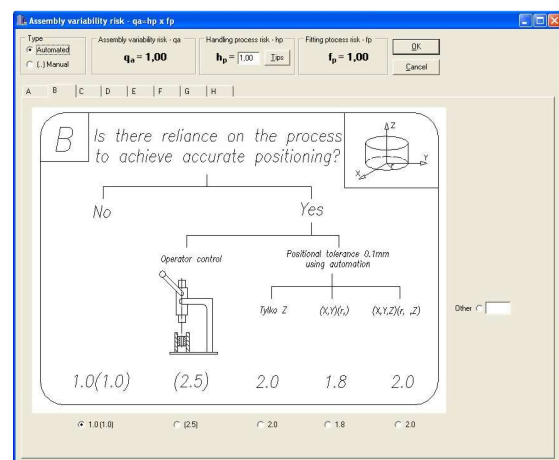 Assembly variability risk - qa=hp x fp
Type
Automated
(..) Manual
Assembly variability risk - qa
qa = 1,00
Handling process risk - hp
hp = 1,00 Tips
Fitting ptocess risk - fp
fp = 1,00
OK
Cancel
A B C D E F G H
B
Is there reliance on the process
to achieve accurate positioning?
Z
Y
X
No
Yes
Operator control
Positional tolerance 0.1mm
using automation
Tylko Z
(X,Y)(r,)
(X,Y,Z)(r, ,Z)
Other
1.0(1.0) (2.5) 2.0 1.8 2.0
1.0 (1.0) (2.5) 2.0 1.8 2.0